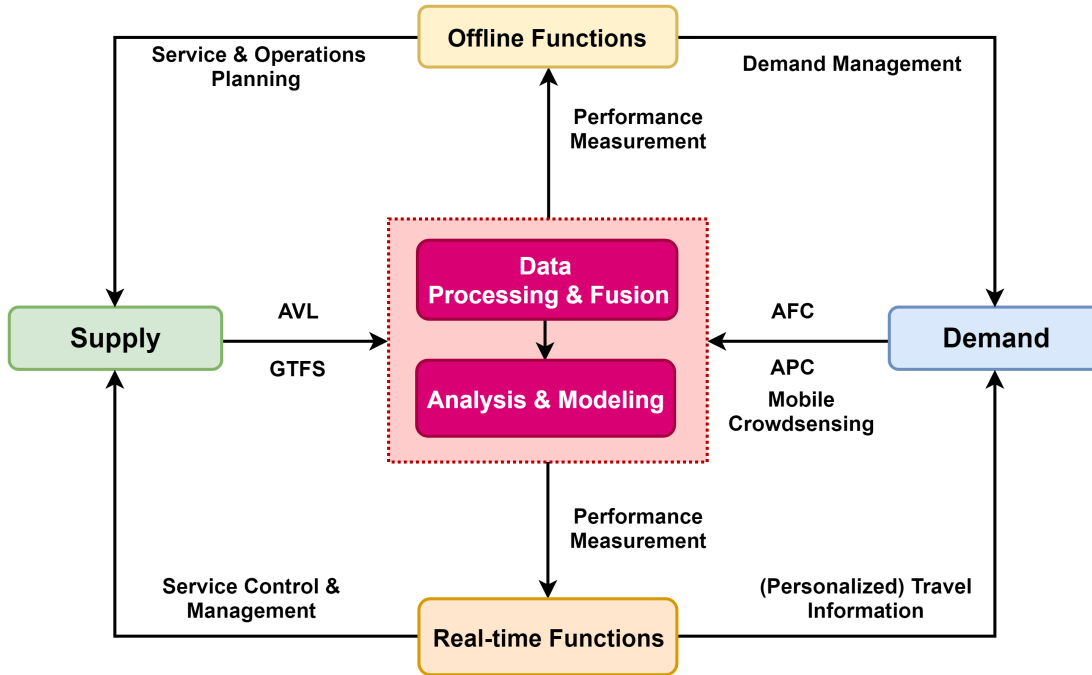 Offline Functions
Service & Operations
Planning
Demand Management
Performance
Measurement
Data
Processing & Fusion
Supply
AVL
GTFS
AFC
APC
Mobile
Crowdsensing
Demand
Analysis & Modeling
Performance
Measurement
Service Control &
Management
(Personalized) Travel
Information
Real-time Functions